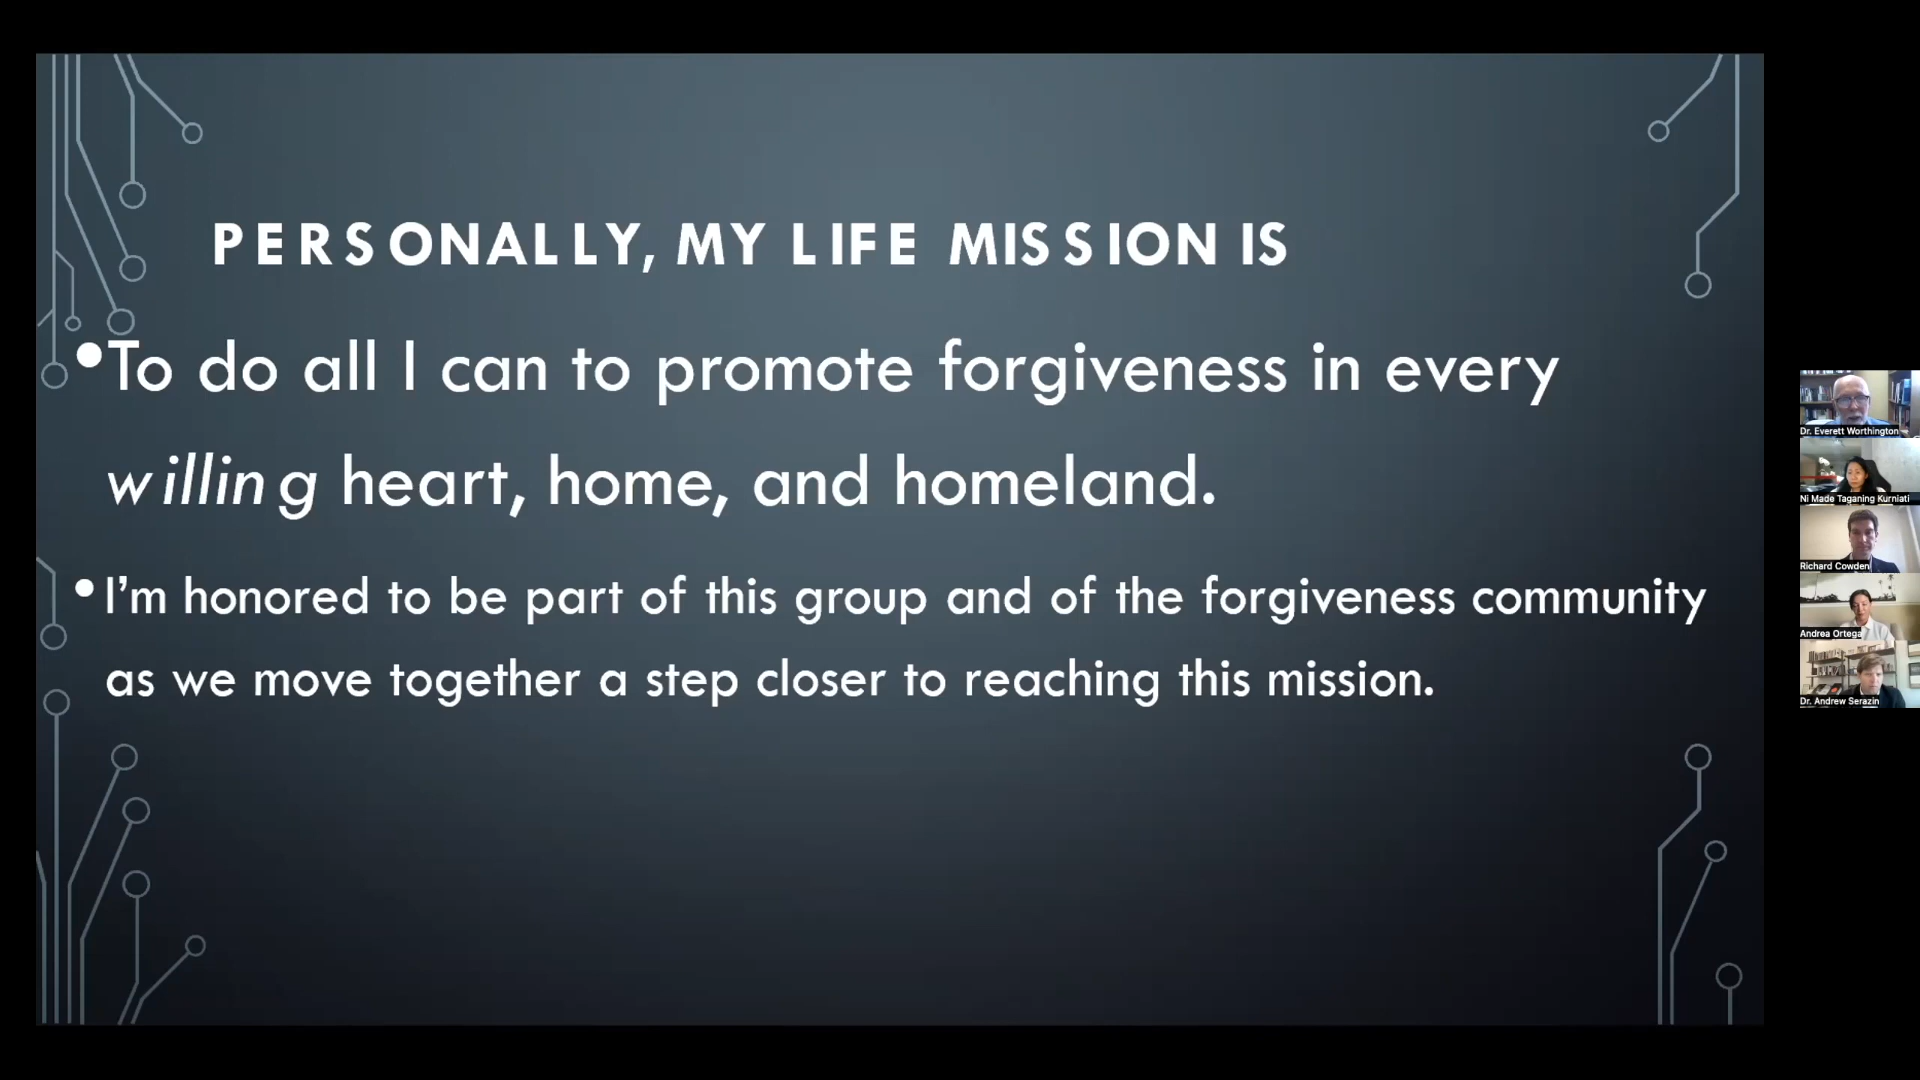 PERSONALLY, MY LIFE MISSION IS
•To do all I can to promote forgiveness in every
willing heart, home, and homeland.
•I'm honored to be part of this group and of the forgiveness community
as we move together a step closer to reaching this mission.
Dr. Everett Worthington
Ni Made Taganing Kurniati
Richard Cowden
Andrea Ortega
Dr. Andrew Serazin